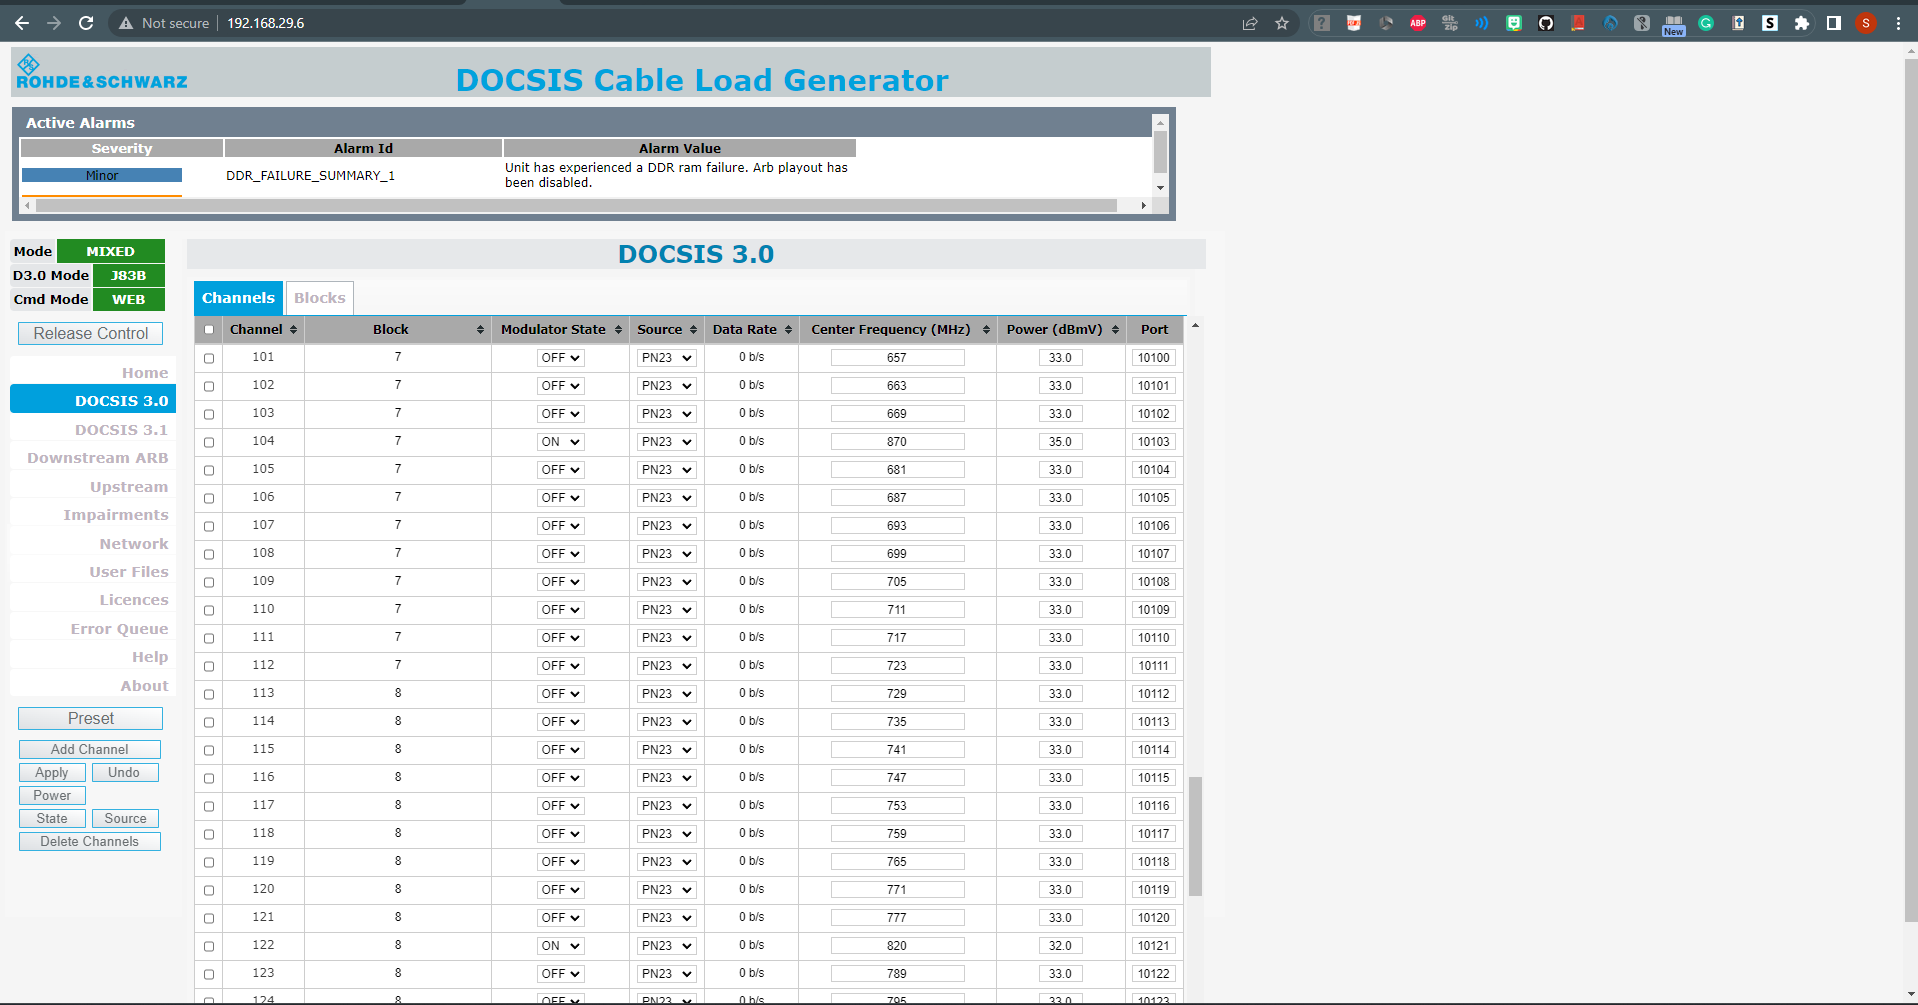 Not secure 192.168.29.6
ABP
Git
Zip
New
S
S
ROHDE&SCHWARZ
DOCSIS Cable Load Generator
Active Alarms
Severity Alarm Id Alarm Value
Minor DDR_FAILURE_SUMMARY_1 Unit has experienced a DDR ram failure. Arb playout has
been disabled.
Mode MIXED
D3.0 Mode J83B
Cmd Mode WEB
Release Control
Home
DOCSIS 3.0
DOCSIS 3.1
Downstream ARB
Upstream
Impairments
Network
User Files
Licences
Error Queue
Help
About
Preset
Add Channel
Apply Undo
Power
State Source
Delete Channels
DOCSIS 3.0
Channels Blocks
Channel Block Modulator State Source Data Rate Center Frequency (MHz) Power (dBmV) Port
101 7 OFF PN23 0 b/s 657 33.0 10100
102 7 OFF PN23 0 b/s 663 33.0 10101
103 7 OFF PN23 0 b/s 669 33.0 10102
104 7 ON PN23 0 b/s 870 35.0 10103
105 7 OFF PN23 0 b/s 681 33.0 10104
106 7 OFF PN23 0 b/s 687 33.0 10105
107 7 OFF PN23 0 b/s 693 33.0 10106
108 7 OFF PN23 0 b/s 699 33.0 10107
109 7 OFF PN23 0 b/s 705 33.0 10108
110 7 OFF PN23 0 b/s 711 33.0 10109
111 7 OFF PN23 0 b/s 717 33.0 10110
112 7 OFF PN23 0 b/s 723 33.0 10111
113 8 OFF PN23 0 b/s 729 33.0 10112
114 8 OFF PN23 0 b/s 735 33.0 10113
115 8 OFF PN23 0 b/s 741 33.0 10114
116 8 OFF PN23 0 b/s 747 33.0 10115
117 8 OFF PN23 0 b/s 753 33.0 10116
118 8 OFF PN23 0 b/s 759 33.0 10117
119 8 OFF PN23 0 b/s 765 33.0 10118
120 8 OFF PN23 0 b/s 771 33.0 10119
121 8 OFF PN23 0 b/s 777 33.0 10120
122 8 ON PN23 0 b/s 820 32.0 10121
123 8 OFF PN23 0 b/s 789 33.0 10122
124 8 OFF PN23 0 b/s 795 33.0 10123